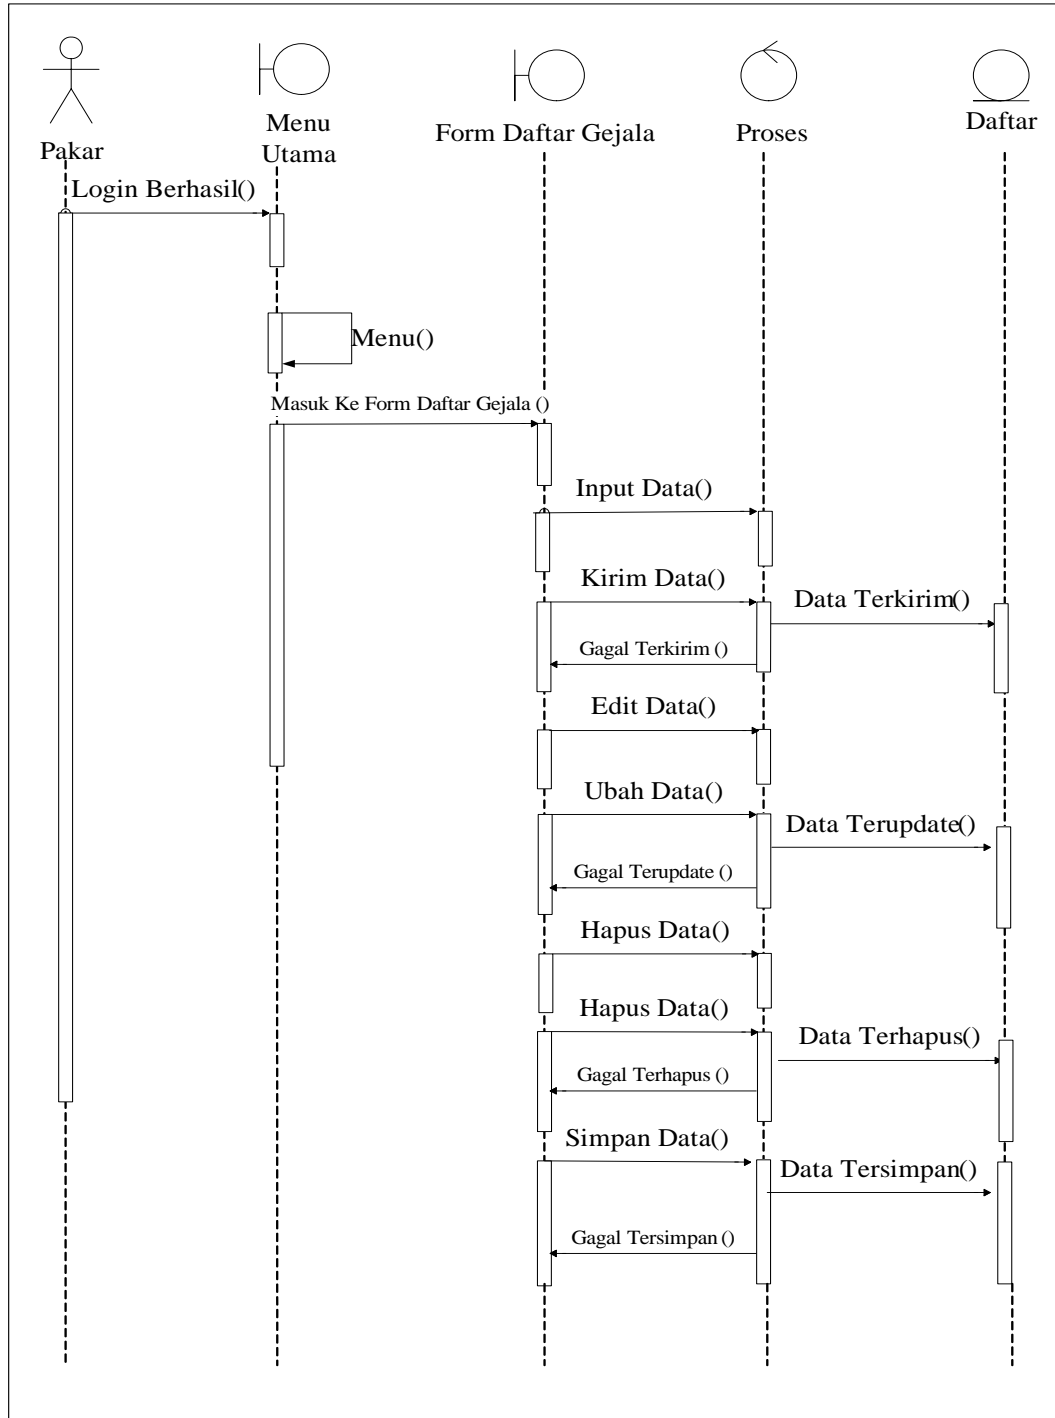 Pakar
Menu
Utama
Form Daftar Gejala
Proses
Daftar
Login Berhasil()
Menu()
Masuk Ke Form Daftar Gejala ()
Input Data()
Kirim Data()
Data Terkirim()
Gagal Terkirim ()
Edit Data()
Ubah Data()
Data Terupdate()
Gagal Terupdate ()
Hapus Data()
Hapus Data()
Data Terhapus()
Gagal Terhapus ()
Simpan Data()
Data Tersimpan()
Gagal Tersimpan ()